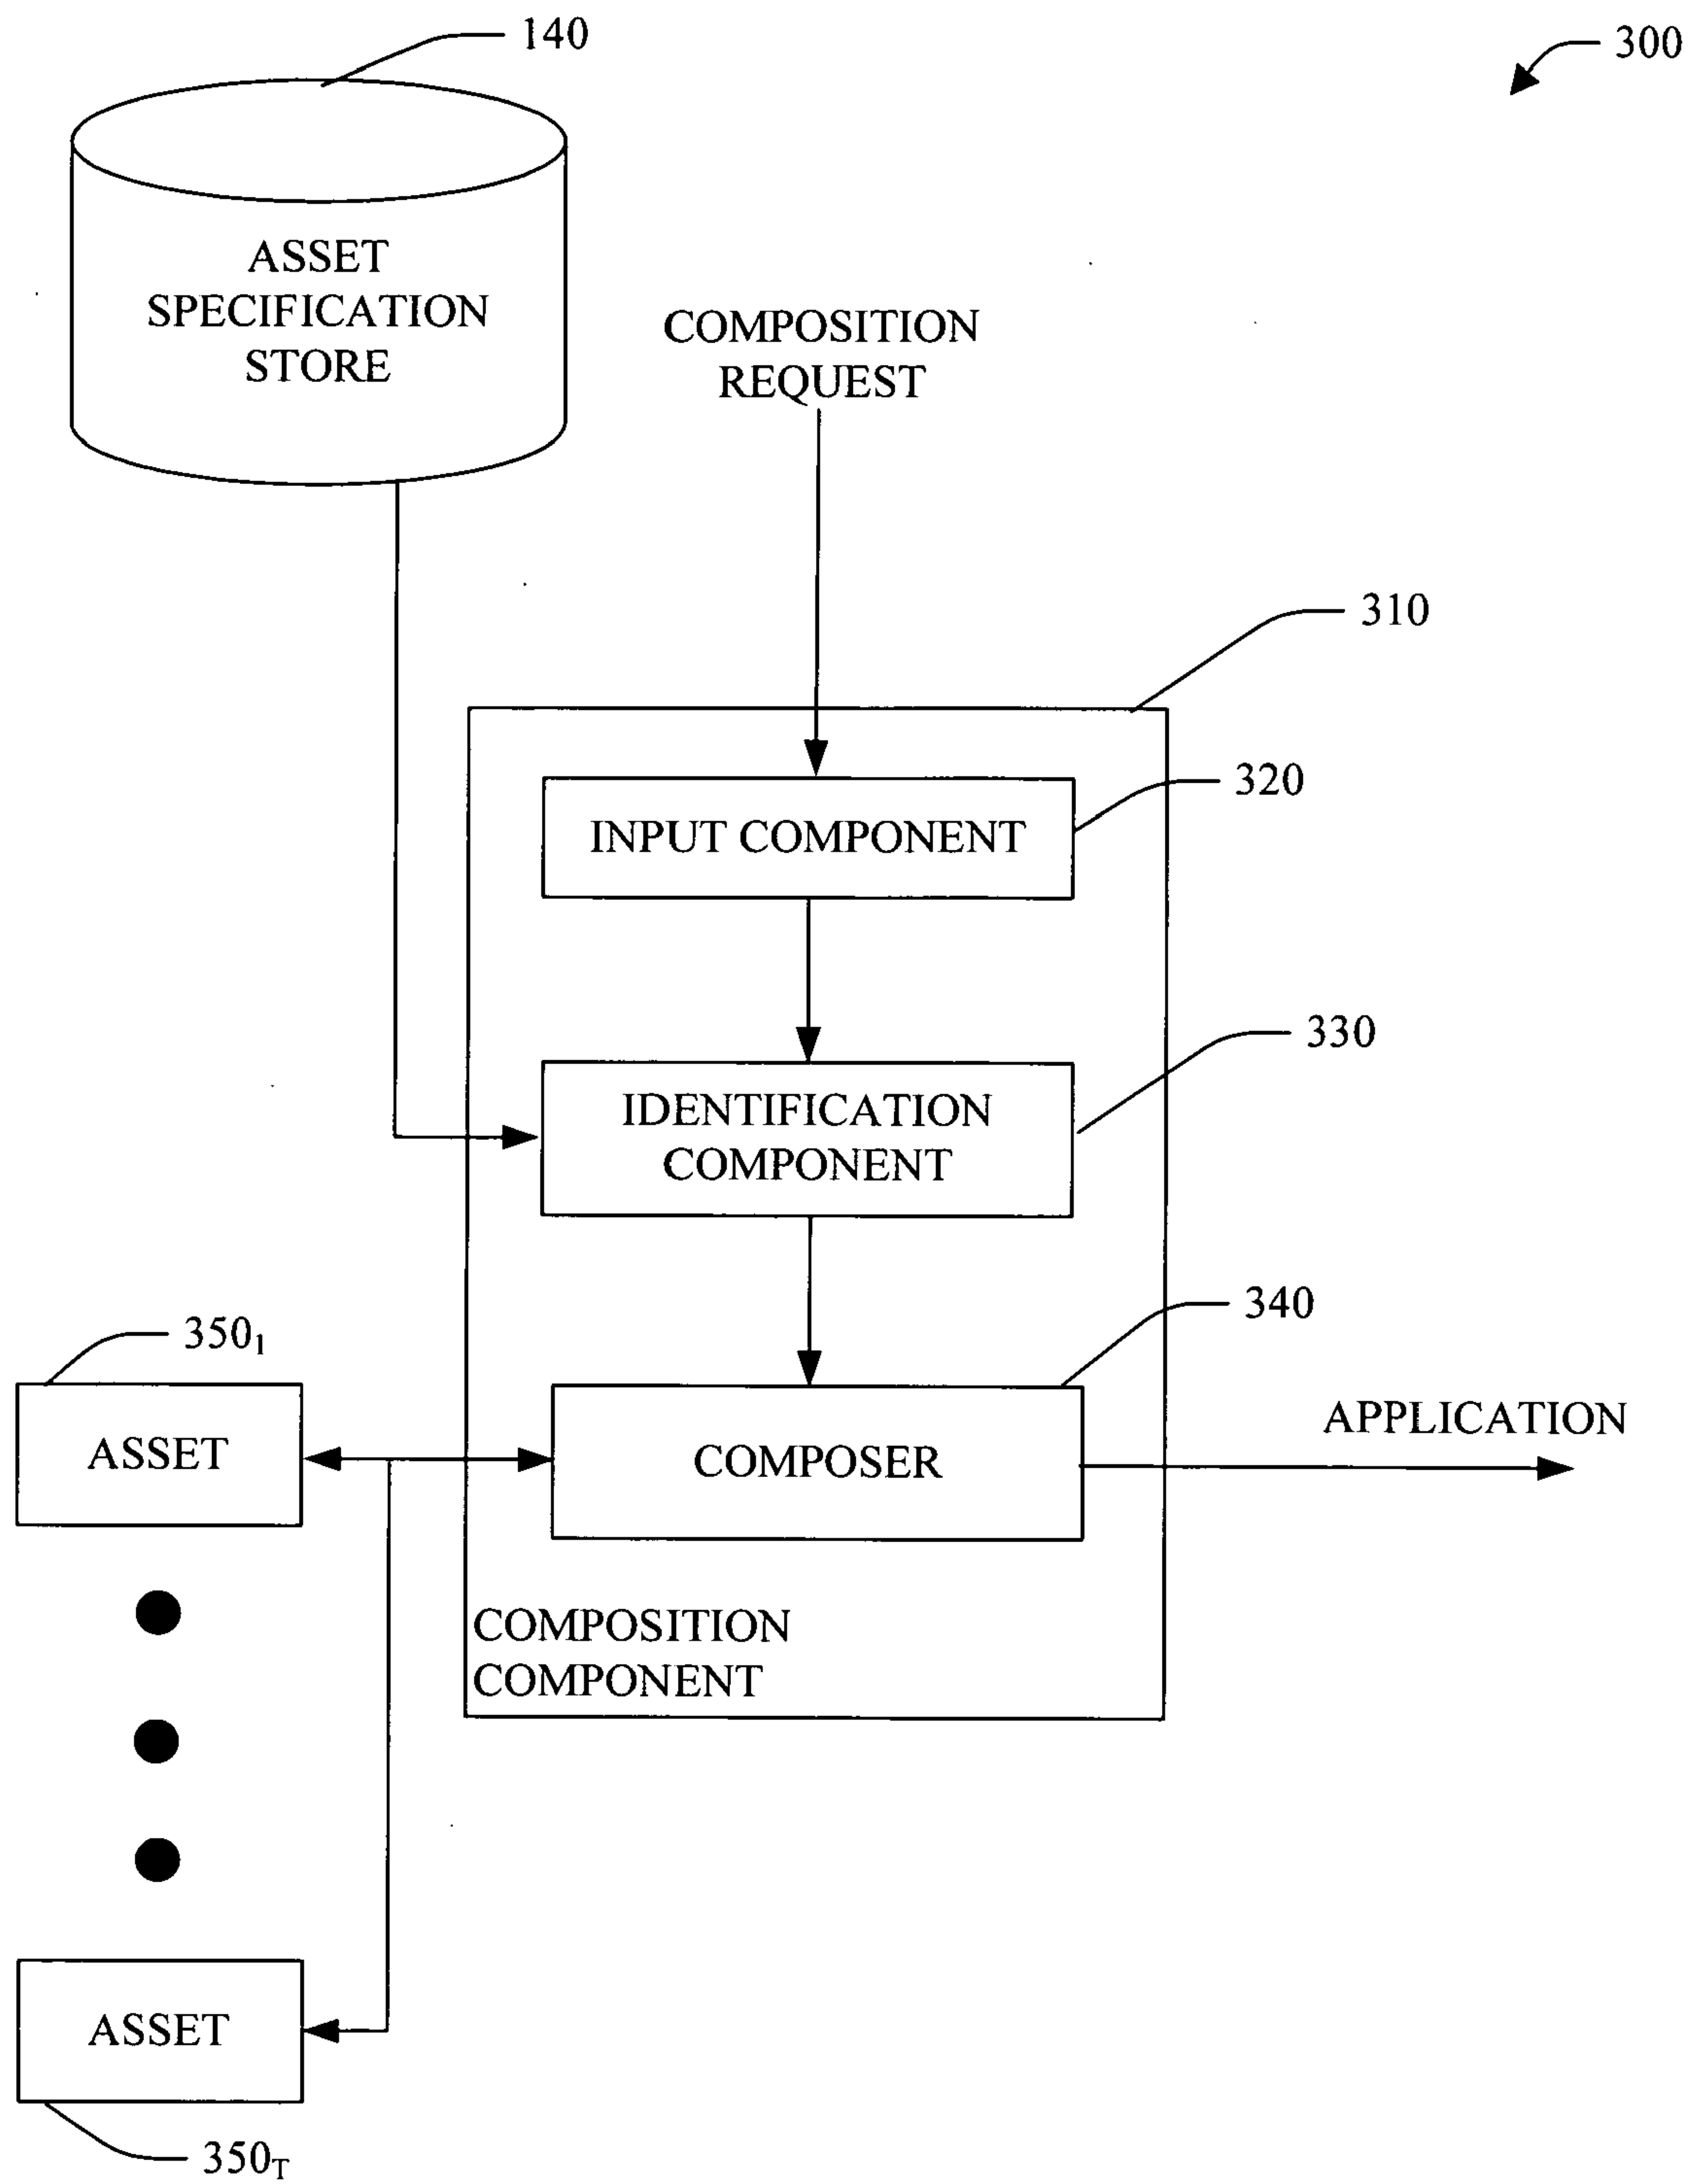 140
300
ASSET
SPECIFICATION
STORE
COMPOSITION
REQUEST
310
320
INPUT COMPONENT
330
IDENTIFICATION
COMPONENT
340
350₁
ASSET
COMPOSER
APPLICATION
COMPOSITION
COMPONENT
ASSET
350T